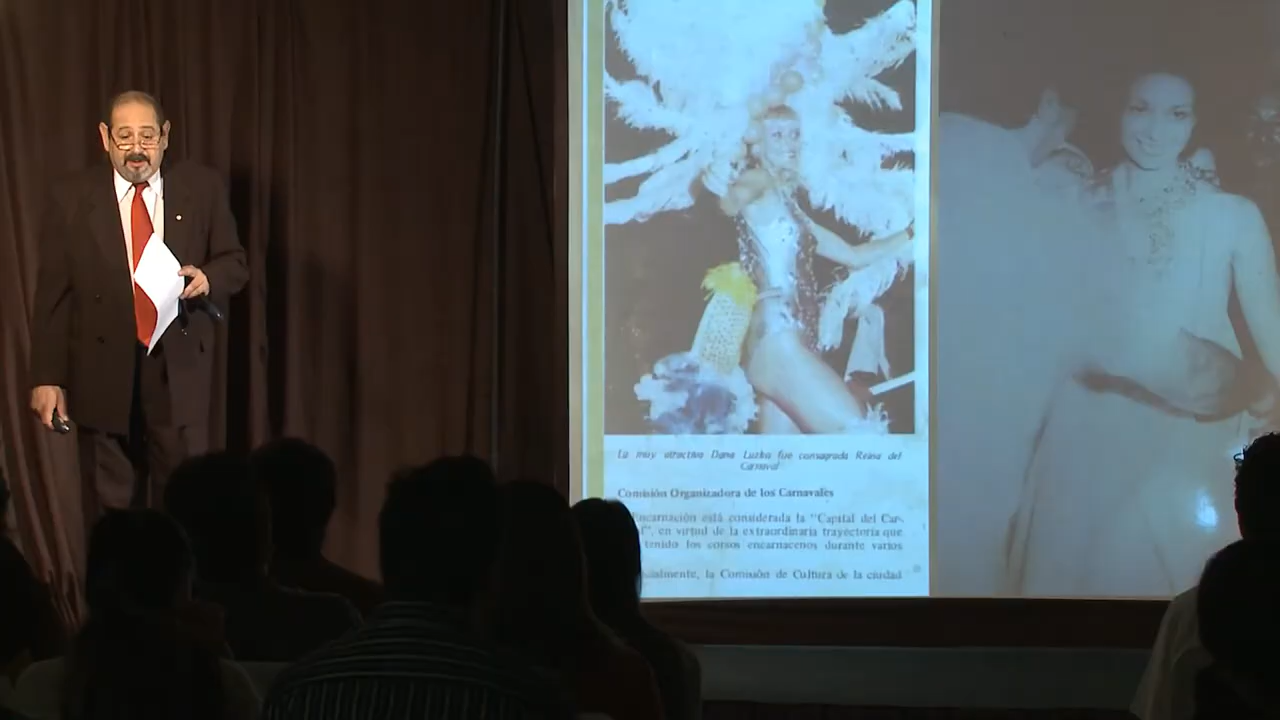 La muy atractiva Dama Luzko fue consagrada Reina del
Carnaval
Comisión Organizadora de los Carnavales
Encarnación está considerada la "Capital del Car-
", en virtud de la extraordinaria trayectoria que
tenido los corsos encarnacenos durante varios
cialmente, la Comisión de Cultura de la ciudad